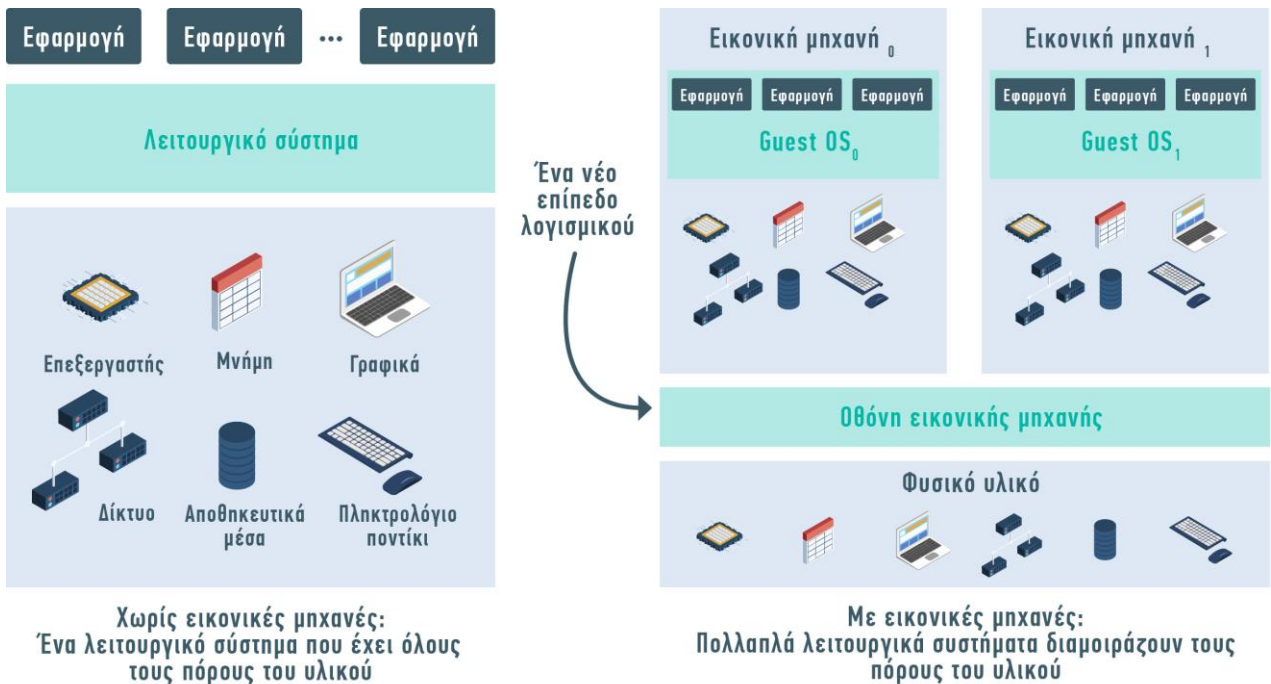 Εφαρμογή Εφαρμογή ... Εφαρμογή
Λειτουργικό σύστημα
Επεξεργαστής Μνήμη Γραφικά
Δίκτυο Αποθηκευτικά μέσα Πληκτρολόγιο ποντίκι
Χωρίς εικονικές μηχανές:
Ένα λειτουργικό σύστημα που έχει όλους
τους πόρους του υλικού
Ένα νέο
επίπεδο
λογισμικού
Εικονική μηχανή 0
Εφαρμογή Εφαρμογή Εφαρμογή
Guest OS0
Εικονική μηχανή 1
Εφαρμογή Εφαρμογή Εφαρμογή
Guest OS1
Οθόνη εικονικής μηχανής
Φυσικό υλικό
Με εικονικές μηχανές:
Πολλαπλά λειτουργικά συστήματα διαμοιράζουν τους
πόρους του υλικού